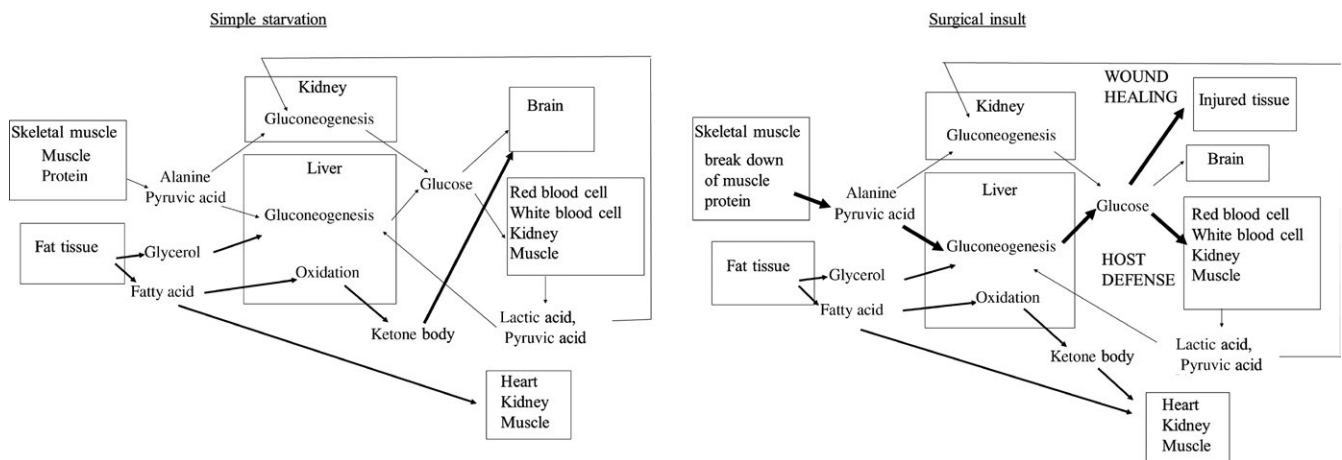 Simple starvation
Kidney
Gluconeogenesis
Brain
Skeletal muscle
Muscle
Protein
Liver
Alanine
Pyruvic acid
Glucose
Gluconeogenesis
Red blood cell
White blood cell
Kidney
Muscle
Fat tissue
Glycerol
Oxidation
Fatty acid
Ketone body
Lactic acid,
Pyruvic acid
Heart
Kidney
Muscle
Surgical insult
WOUND
HEALING
Injured tissue
Kidney
Gluconeogenesis
Skeletal muscle
break down
of muscle
protein
Brain
Liver
Alanine
Pyruvic acid
Glucose
Gluconeogenesis
Red blood cell
White blood cell
Kidney
Muscle
HOST
DEFENSE
Fat tissue
Glycerol
Oxidation
Fatty acid
Ketone body
Lactic acid,
Pyruvic acid
Heart
Kidney
Muscle